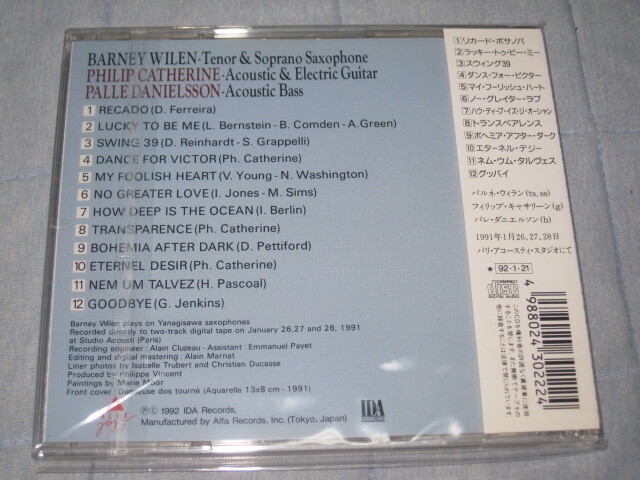 BARNEY WILEN-Tenor & Soprano Saxophone
PHILIP CATHERINE-Acoustic & Electric Guitar
PALLE DANIELSSON-Acoustic Bass
1 RECADO (D. Ferreira)
2 LUCKY TO BE ME (L. Bernstein - B. Comden - A.Green)
3 SWING 39 (D. Reinhardt - S. Grappelli)
4 DANCE FOR VICTOR (Ph. Catherine)
5 MY FOOLISH HEART (V. Young - N. Washington)
6 NO GREATER LOVE (I. Jones - M. Sims)
7 HOW DEEP IS THE OCEAN (I. Berlin)
8 TRANSPARENCE (Ph. Catherine)
9 BOHEMIA AFTER DARK (D. Pettiford)
10 ETERNEL DESIR (Ph. Catherine)
11 NEM UM TALVEZ (H. Pascoal)
12 GOODBYE (G. Jenkins)
Barney Wilen plays on Yanagisawa saxophones
Recorded directly to two-track digital tape on January 26,27 and 28, 1991
at Studio Acousti (Paris)
Recording engineer : Alain Cluzeau - Assistant : Emmanuel Payet
Editing and digital mastering : Alain Marnat
Liner photos by Isabelle Trubert and Christian Ducasse
Produced by Philippe Vincent
Paintings by Marie Moor
Front cover : Danseuse dos tourné (Aquarelle 13x8 cm - 1991)
℗© 1992 IDA Records,
Manufactured by Alfa Records, Inc. (Tokyo, Japan)
IDA
1 リカード・ボサノバ
2 ラッキー・トゥ・ビー・ミー
3 スウィング39
4 ダンス・フォー・ビクター
5 マイ・フーリッシュ・ハート
6 ノー・グレイター・ラブ
7 ハウ・ディープ・イズ・ジ・オーシャン
8 トランスペアレンス
9 ボヘミア・アフター・ダーク
10 エターネル・デジー
11 ネム・ウム・タルヴェス
12 グッバイ
バルネ・ウィラン(ts,ss)
フィリップ・キャサリーン(g)
パレ・ダニエルソン(b)
1991年1月26,27,28日
パリ・アコースティ・スタジオにて
★92・1・21
COMPACT
disc
DIGITAL AUDIO
4 988024 302224